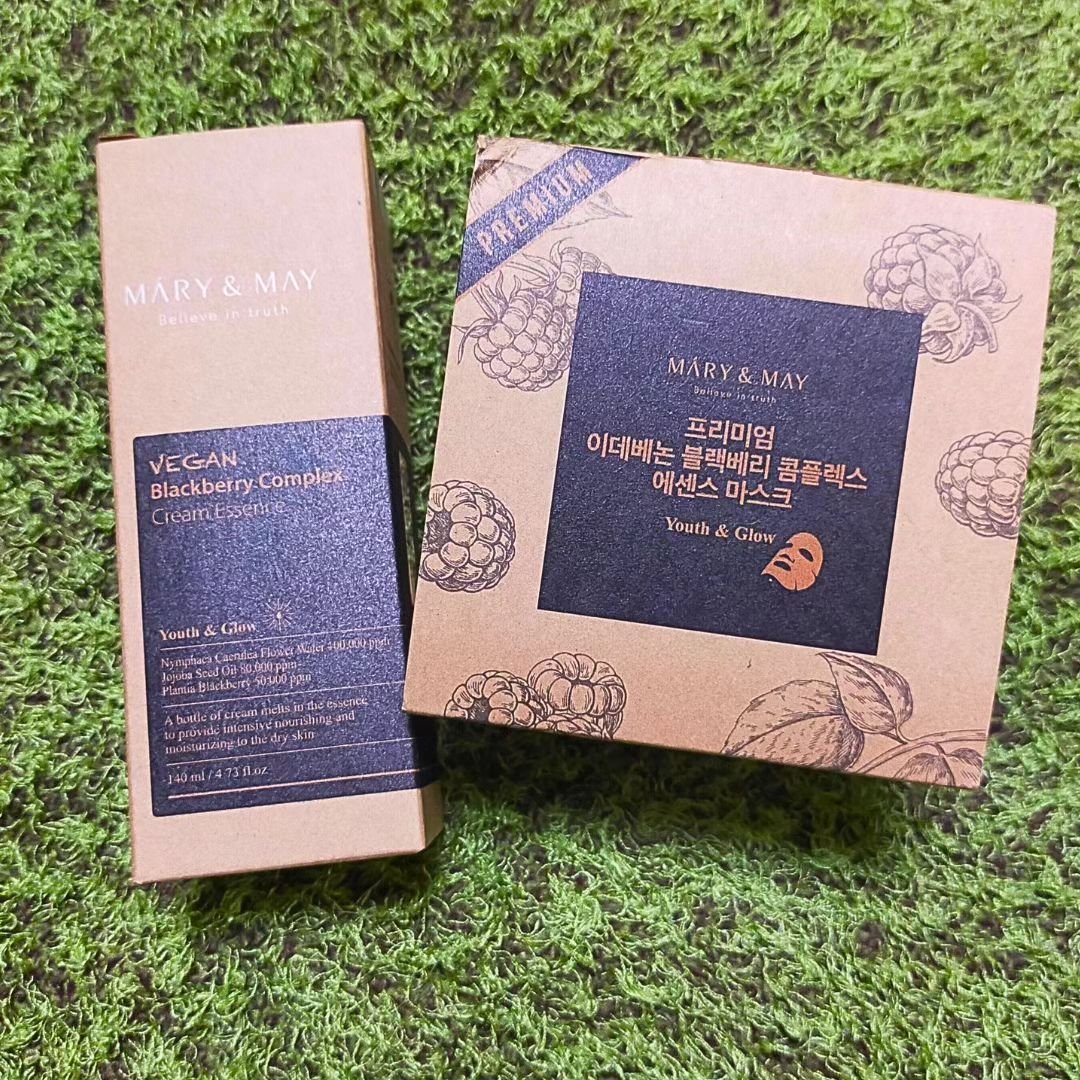 MÁRY & MAY
Believe in truth
VEGAN
Blackberry Complex
Cream Essence
Youth & Glow
Nymphaea Caerulea Flower Water 400,000 ppm
Jojoba Seed Oil 80,000 ppm
Plantia Blackberry 50,000 ppm
A bottle of cream melts in the essence
to provide intensive nourishing and
moisturizing to the dry skin
140 ml / 4.73 fl.oz
PREMIUM
MÁRY & MAY
Believe in truth
프리미엄
이데베논 블랙베리 콤플렉스
에센스 마스크
Youth & Glow